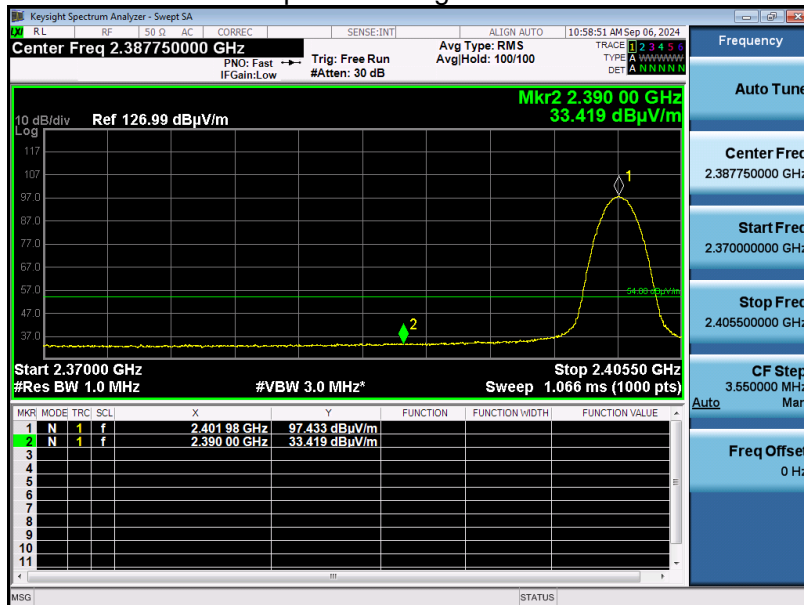 Keysight Spectrum Analyzer - Swept SA
LXI RL RF 50 Ω AC CORREC SENSE:INT ALIGN AUTO 10:58:51 AM Sep 06, 2024
Center Freq 2.387750000 GHz
PNO: Fast
IFGain:Low
Trig: Free Run
#Atten: 30 dB
Avg Type: RMS
Avg|Hold: 100/100
TRACE 1 2 3 4 5 6
TYPE A WWWWW
DET A N N N N N
Mkr2 2.390 00 GHz
33.419 dBµV/m
10 dB/div Ref 126.99 dBµV/m
Log
117
107
97.0
87.0
77.0
67.0
57.0
47.0
37.0
1
54.00 dBµV/m
2
Start 2.37000 GHz Stop 2.40550 GHz
#Res BW 1.0 MHz #VBW 3.0 MHz* Sweep 1.066 ms (1000 pts)
MKR MODE TRC SCL X Y FUNCTION FUNCTION WIDTH FUNCTION VALUE
1 N 1 f 2.401 98 GHz 97.433 dBµV/m
2 N 1 f 2.390 00 GHz 33.419 dBµV/m
3
4
5
6
7
8
9
10
11
MSG STATUS
Frequency
Auto Tune
Center Freq
2.387750000 GHz
Start Freq
2.370000000 GHz
Stop Freq
2.405500000 GHz
CF Step
3.550000 MHz
Auto Man
Freq Offset
0 Hz